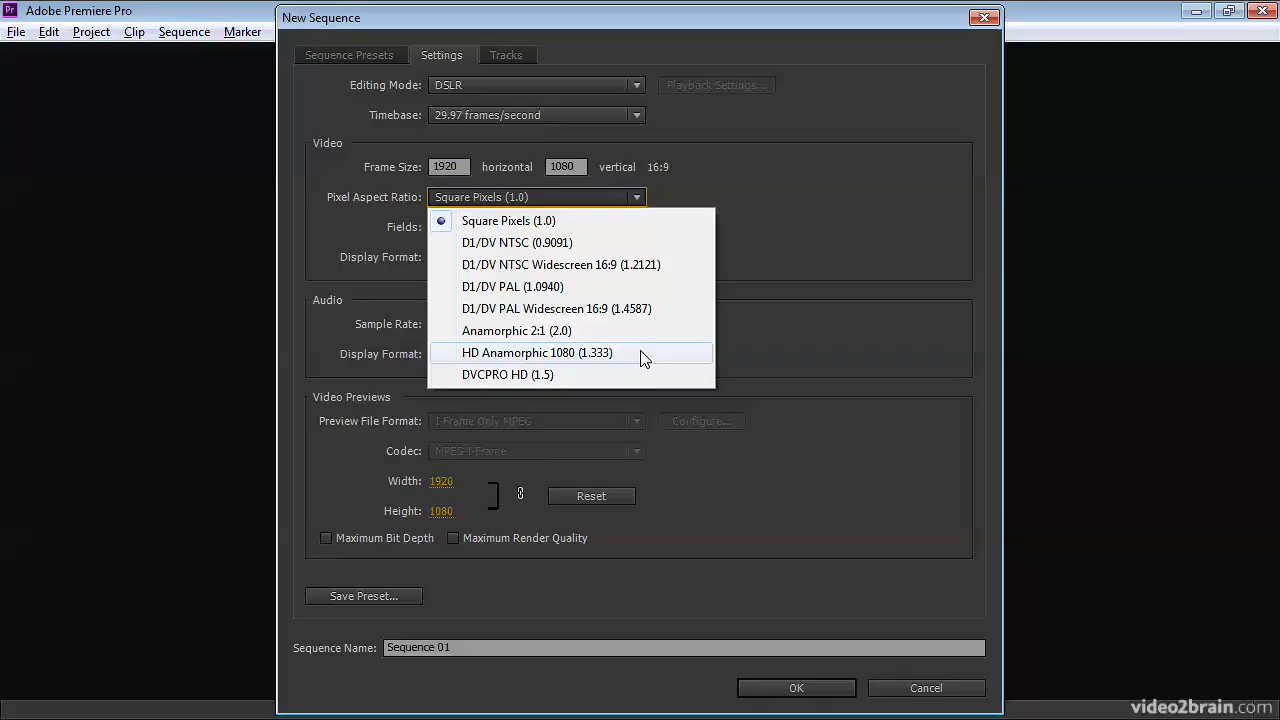 Pr Adobe Premiere Pro
File Edit Project Clip Sequence Marker
New Sequence
Sequence Presets Settings Tracks
Editing Mode: DSLR Playback Settings...
Timebase: 29.97 frames/second
Video
Frame Size: 1920 horizontal 1080 vertical 16:9
Pixel Aspect Ratio: Square Pixels (1.0)
Square Pixels (1.0)
Fields:
D1/DV NTSC (0.9091)
Display Format:
D1/DV NTSC Widescreen 16:9 (1.2121)
D1/DV PAL (1.0940)
Audio
D1/DV PAL Widescreen 16:9 (1.4587)
Sample Rate:
Anamorphic 2:1 (2.0)
Display Format:
HD Anamorphic 1080 (1.333)
DVCPRO HD (1.5)
Video Previews
Preview File Format: I-Frame Only MPEG Configure...
Codec: MPEG I-Frame
Width: 1920
Reset
Height: 1080
Maximum Bit Depth Maximum Render Quality
Save Preset...
Sequence Name: Sequence 01
OK Cancel
video2brain.com